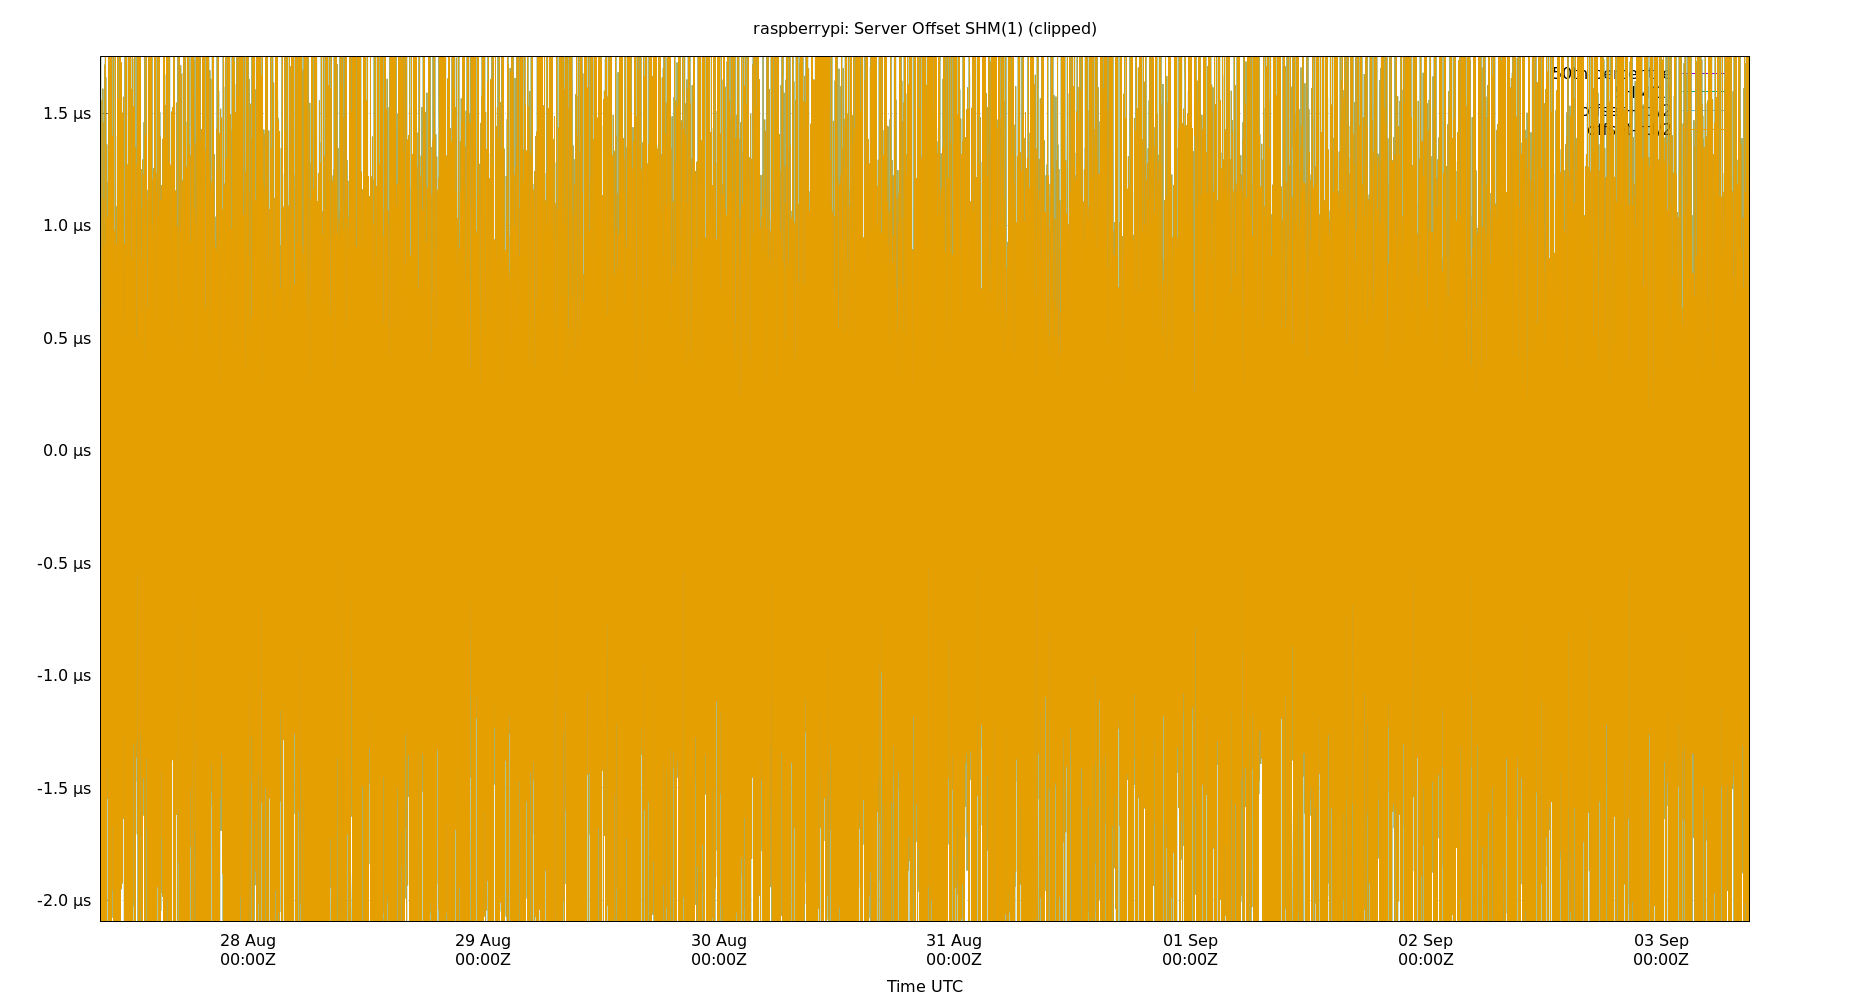 raspberrypi: Server Offset SHM(1) (clipped)
1.5 µs
1.0 µs
0.5 µs
0.0 µs
-0.5 µs
-1.0 µs
-1.5 µs
-2.0 µs
28 Aug 29 Aug 30 Aug 31 Aug 01 Sep 02 Sep 03 Sep
00:00Z 00:00Z 00:00Z 00:00Z 00:00Z 00:00Z 00:00Z
Time UTC